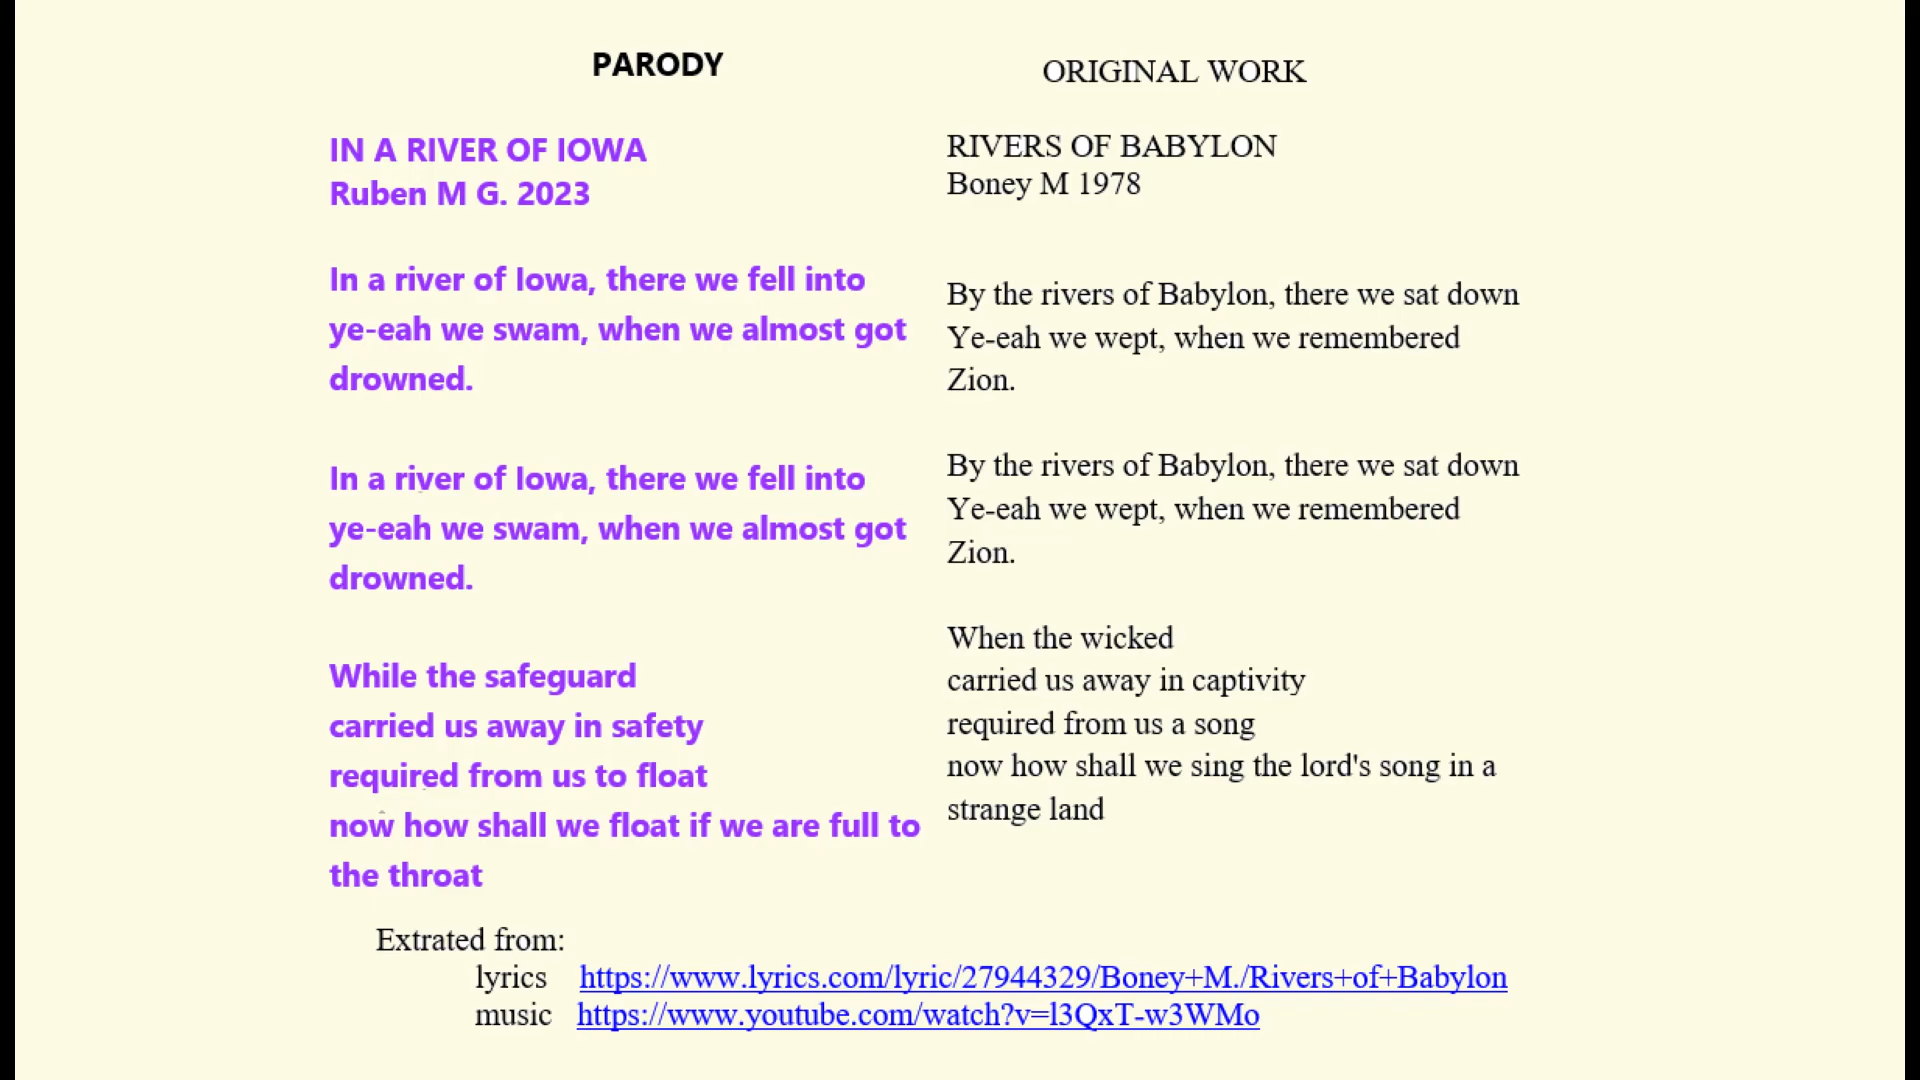 PARODY
IN A RIVER OF IOWA
Ruben M G. 2023
In a river of Iowa, there we fell into
ye-eah we swam, when we almost got
drowned.
In a river of Iowa, there we fell into
ye-eah we swam, when we almost got
drowned.
While the safeguard
carried us away in safety
required from us to float
now how shall we float if we are full to
the throat
ORIGINAL WORK
RIVERS OF BABYLON
Boney M 1978
By the rivers of Babylon, there we sat down
Ye-eah we wept, when we remembered
Zion.
By the rivers of Babylon, there we sat down
Ye-eah we wept, when we remembered
Zion.
When the wicked
carried us away in captivity
required from us a song
now how shall we sing the lord's song in a
strange land
Extrated from:
lyrics https://www.lyrics.com/lyric/27944329/Boney+M./Rivers+of+Babylon
music https://www.youtube.com/watch?v=l3QxT-w3WMo